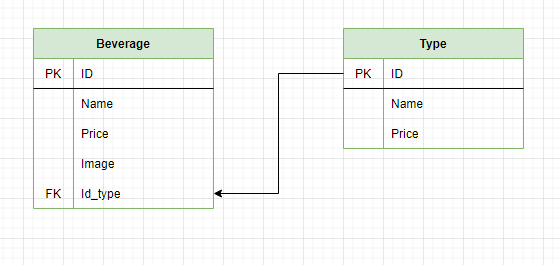 Beverage
PK ID
Name
Price
Image
FK Id_type
Type
PK ID
Name
Price